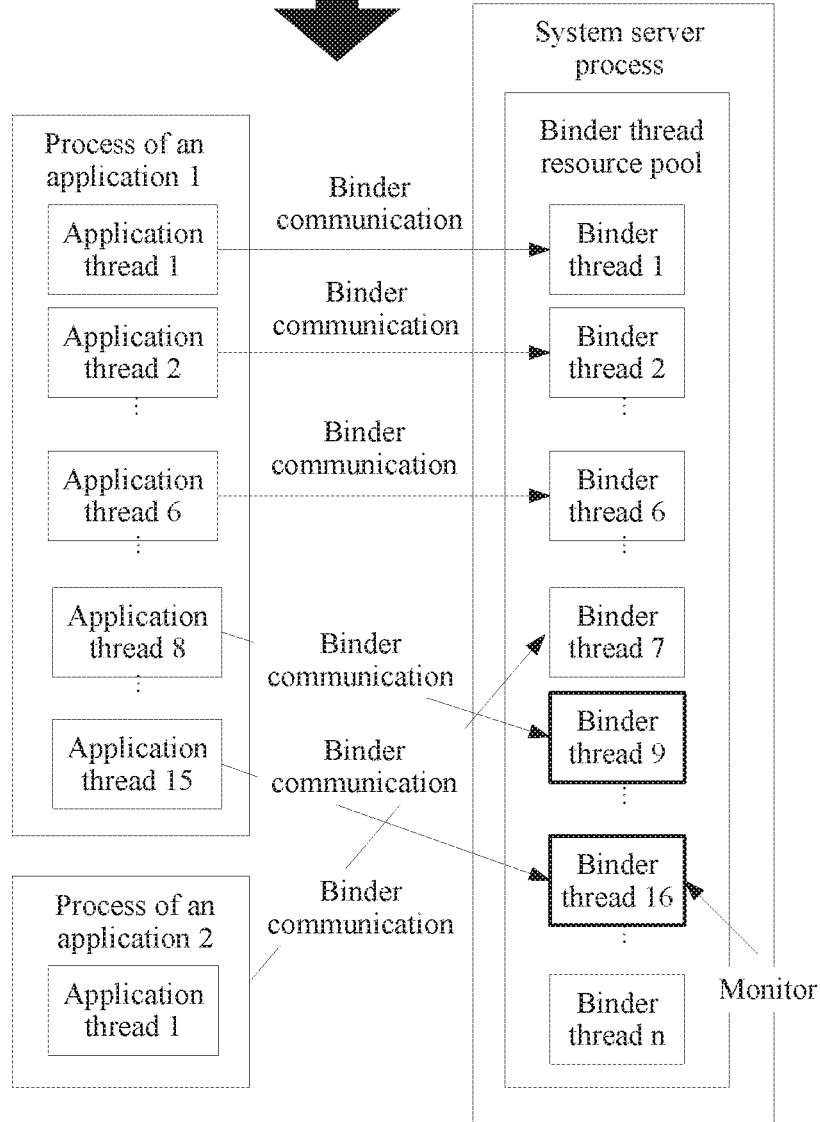 System server
process
Binder thread
resource pool
Process of an
application 1
Application
thread 1
Binder
communication
Binder
thread 1
Application
thread 2
Binder
communication
Binder
thread 2
⋮
⋮
Application
thread 6
Binder
communication
Binder
thread 6
⋮
⋮
Application
thread 8
Binder
communication
Binder
thread 7
⋮
Application
thread 15
Binder
communication
Binder
thread 9
⋮
Binder
thread 16
⋮
Process of an
application 2
Application
thread 1
Binder
communication
Monitor
Binder
thread n